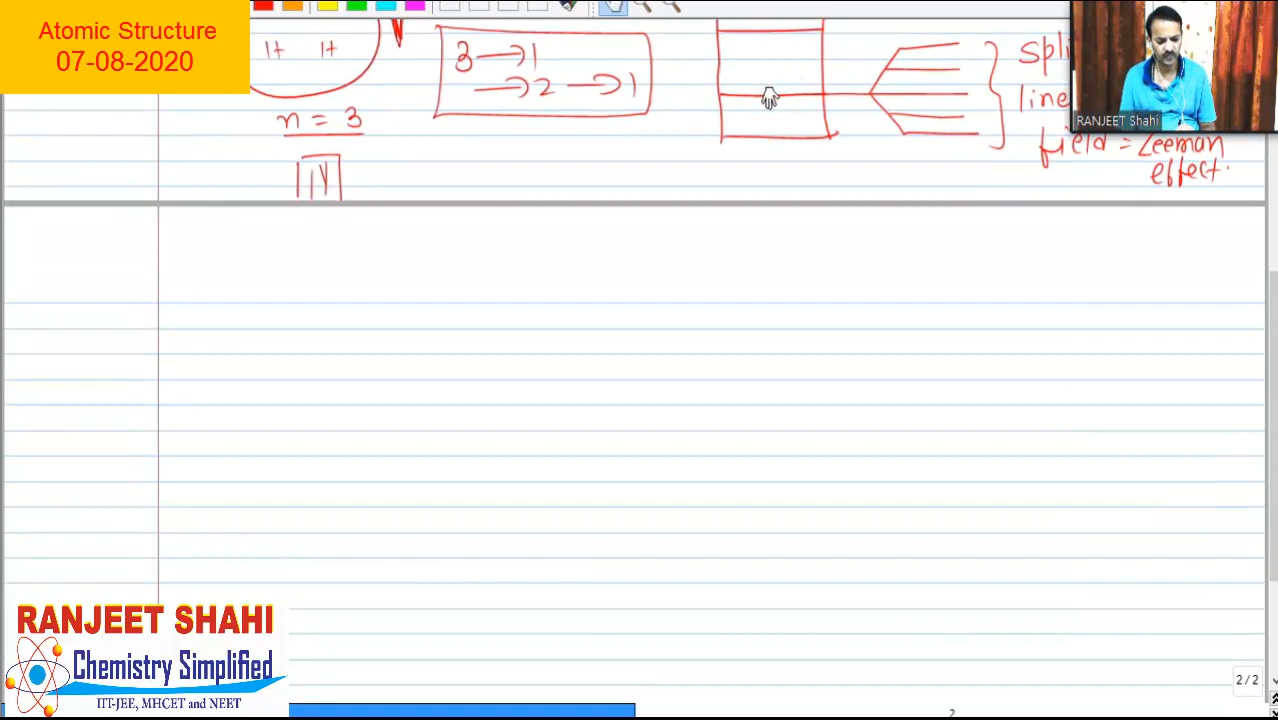 Atomic Structure
07-08-2020
1+ 1+
n = 3
3 → 1
→ 2 → 1
line
field = Zeeman
effect.
RANJEET Shahi
RANJEET SHAHI
Chemistry Simplified
IIT-JEE, MHCET and NEET
2/2
2